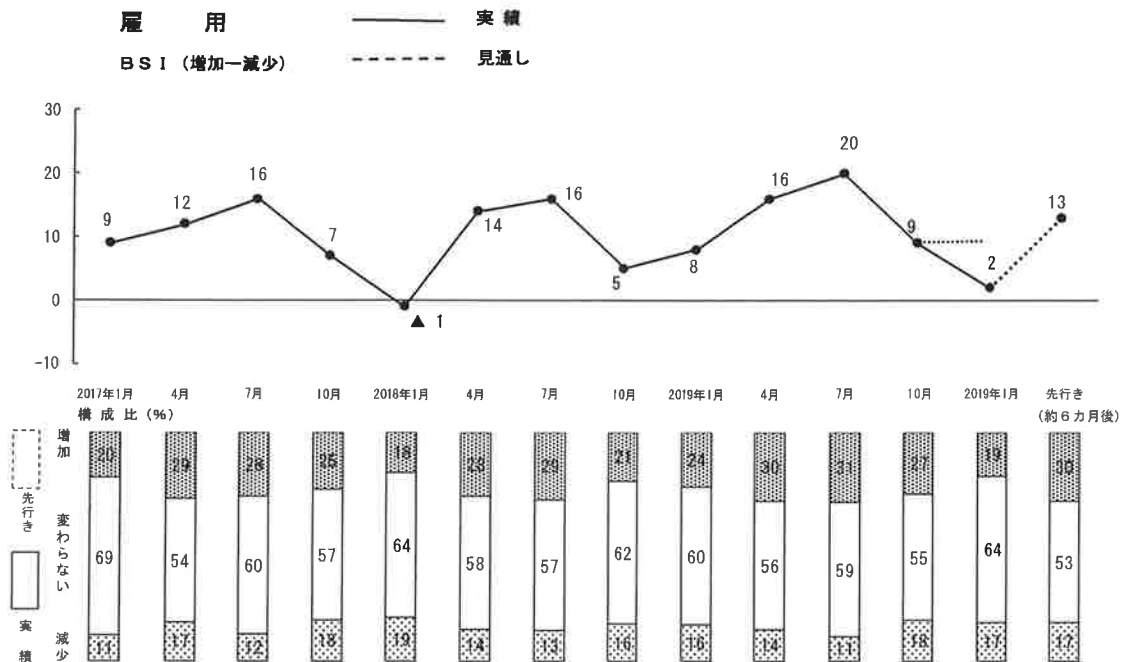 雇用
実績
BSI(増加ー減少)
見通し
30
20
10
0
-10
9
12
16
7
▲ 1
14
16
5
8
16
20
9
2
13
2017年1月 4月 7月 10月 2018年1月 4月 7月 10月 2019年1月 4月 7月 10月 2019年1月 先行き
(約6カ月後)
構成比(%)
増加
20 29 28 25 18 28 29 21 24 30 31 27 19 30
先行き
変わらない
69 54 60 57 64 58 57 62 60 56 59 55 64 53
実績
減少
11 17 12 18 19 14 13 16 16 14 11 18 17 17